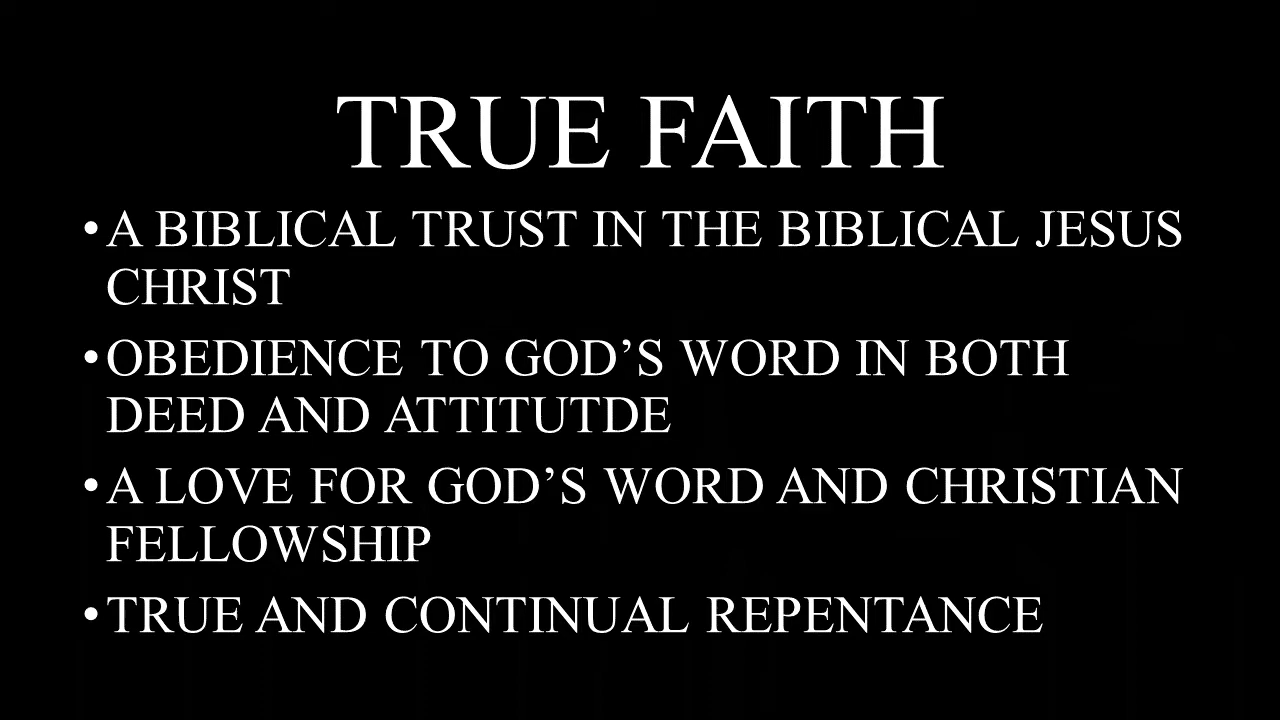 TRUE FAITH
• A BIBLICAL TRUST IN THE BIBLICAL JESUS
CHRIST
• OBEDIENCE TO GOD’S WORD IN BOTH
DEED AND ATTITUTDE
• A LOVE FOR GOD’S WORD AND CHRISTIAN
FELLOWSHIP
• TRUE AND CONTINUAL REPENTANCE